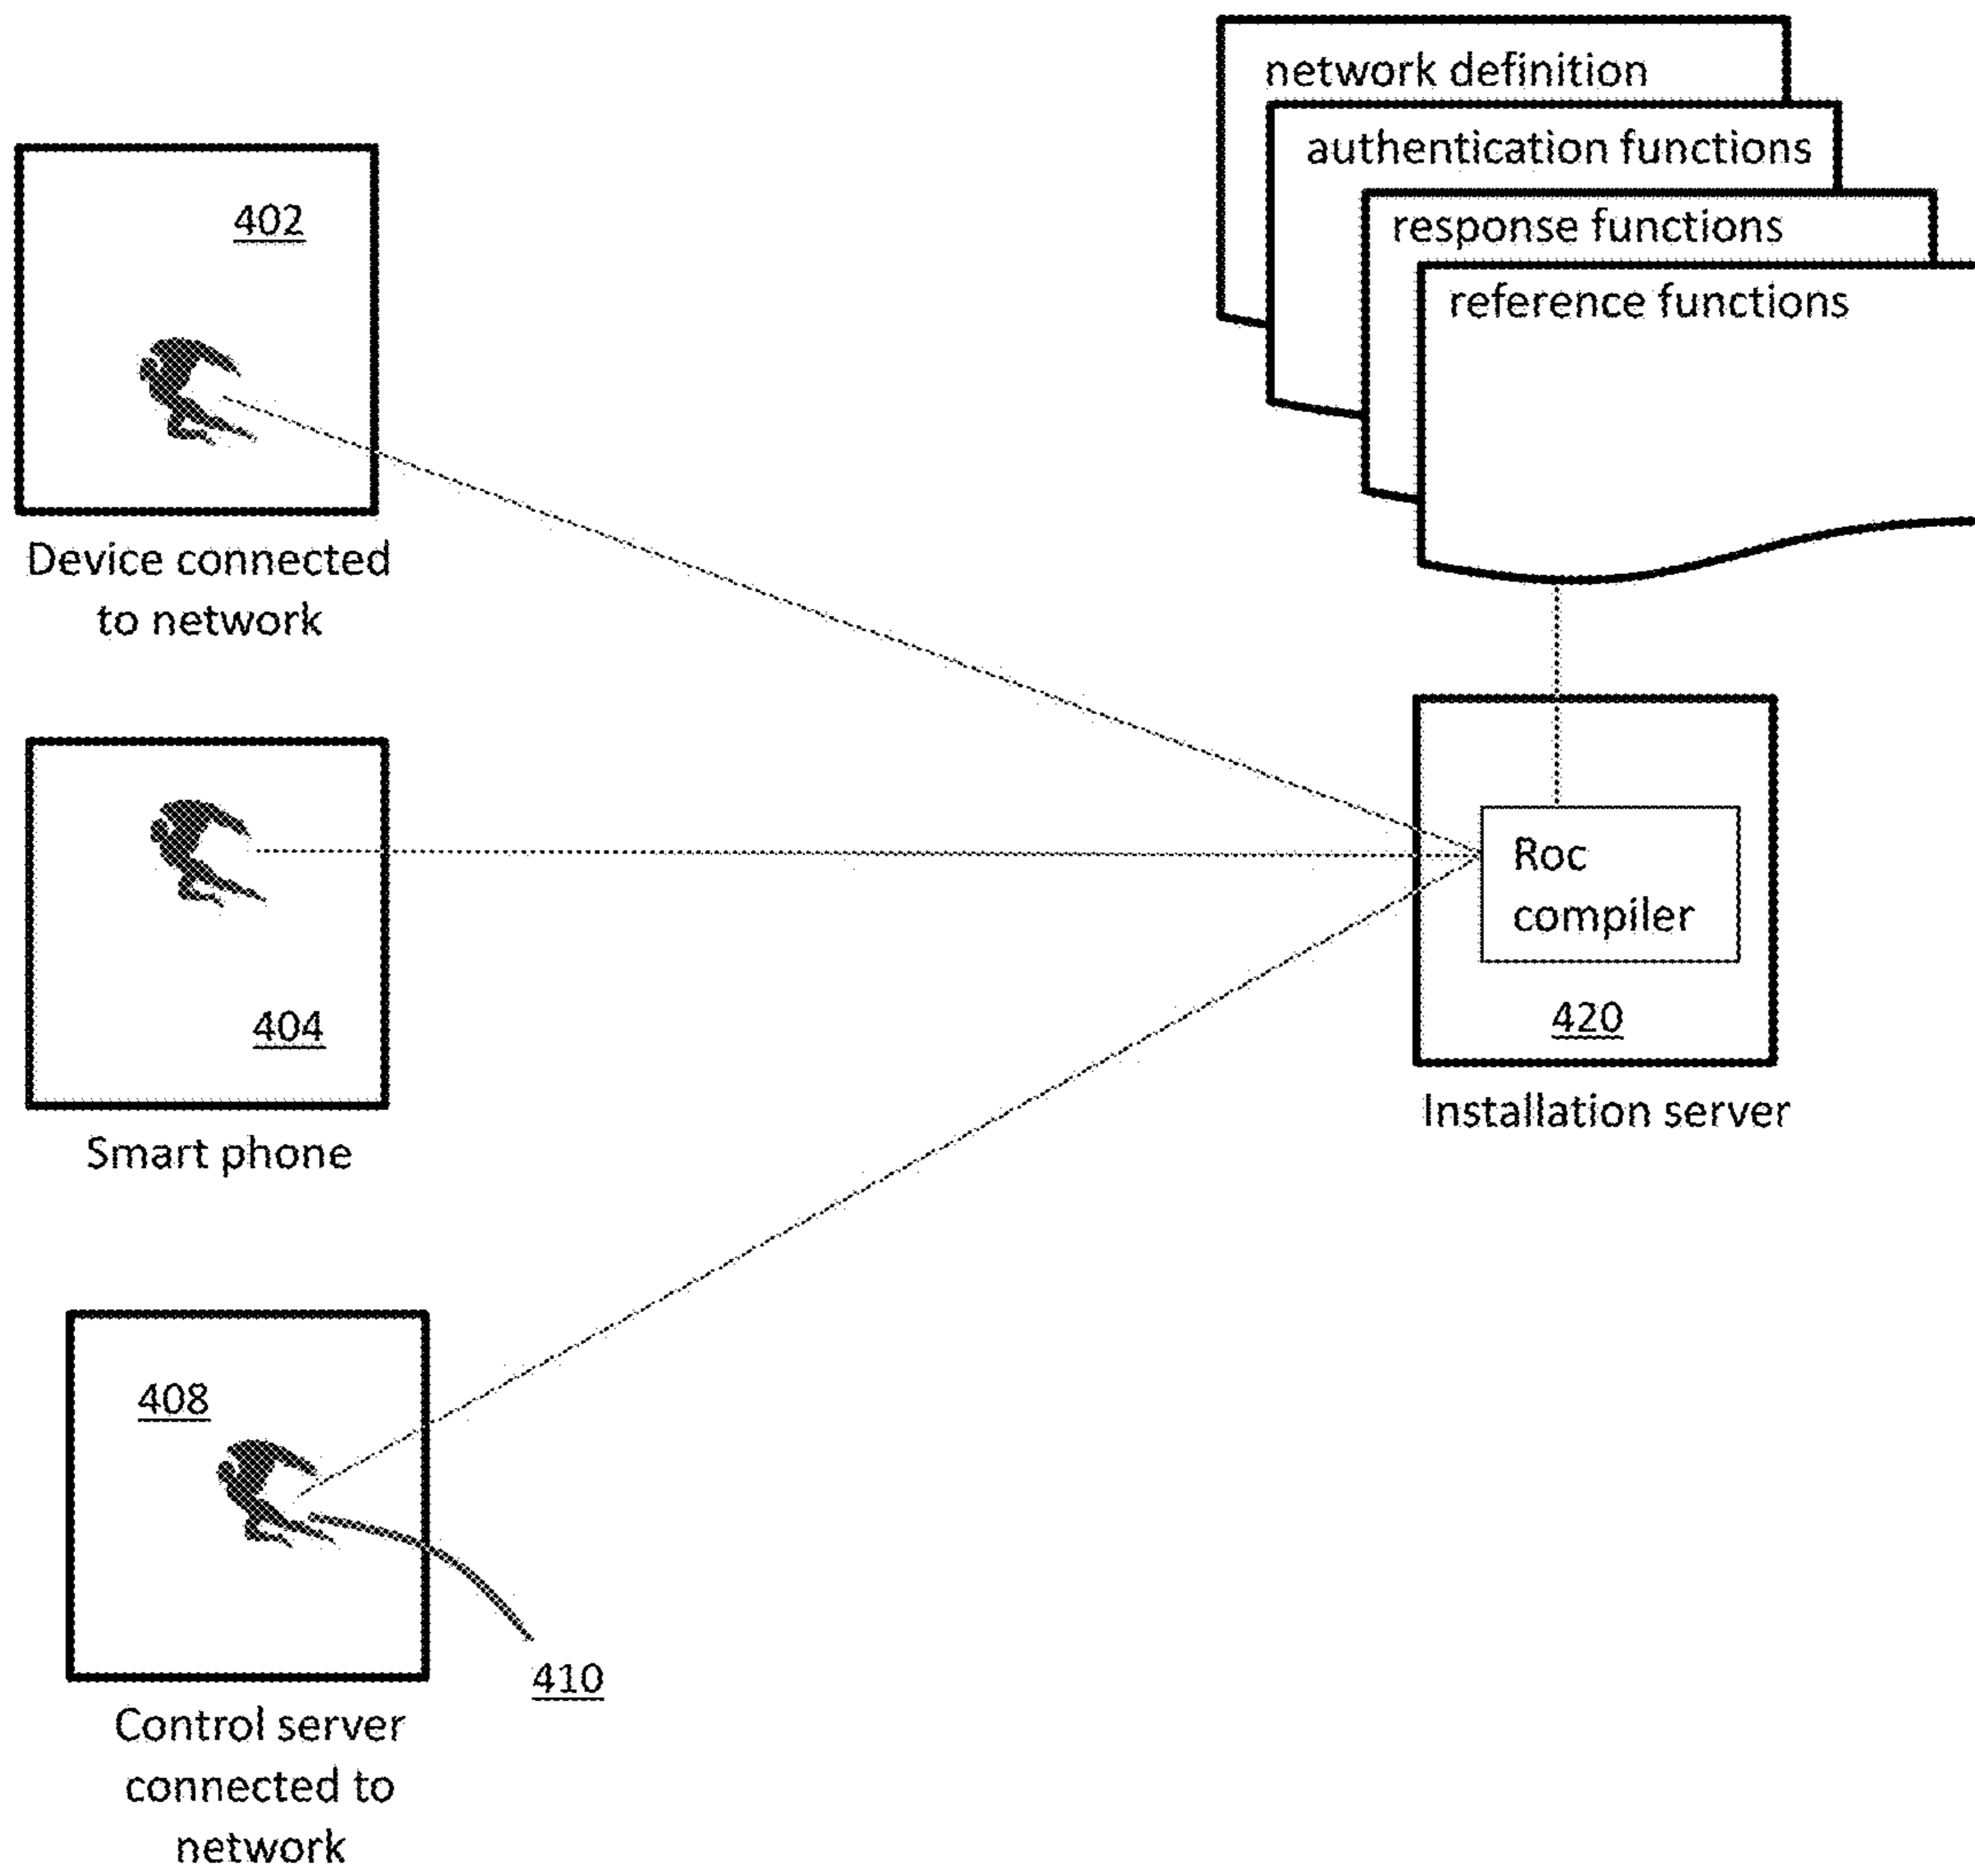 network definition
authentication functions
response functions
reference functions
402
Device connected
to network
Roc
compiler
420
Installation server
404
Smart phone
408
410
Control server
connected to
network